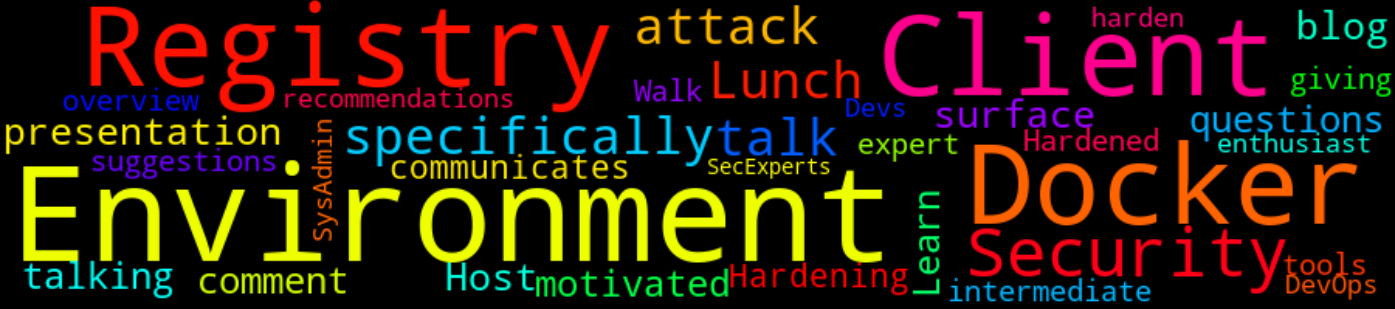 Registry
attack
Client
harden
blog
Walk
Lunch
giving
overview
recommendations
Devs
surface
questions
presentation
SysAdmin
specifically
talk
expert
Hardened
enthusiast
suggestions
communicates
SecExperts
Environment
Docker
Learn
Security
talking
comment
Host
motivated
Hardening
intermediate
tools
DevOps